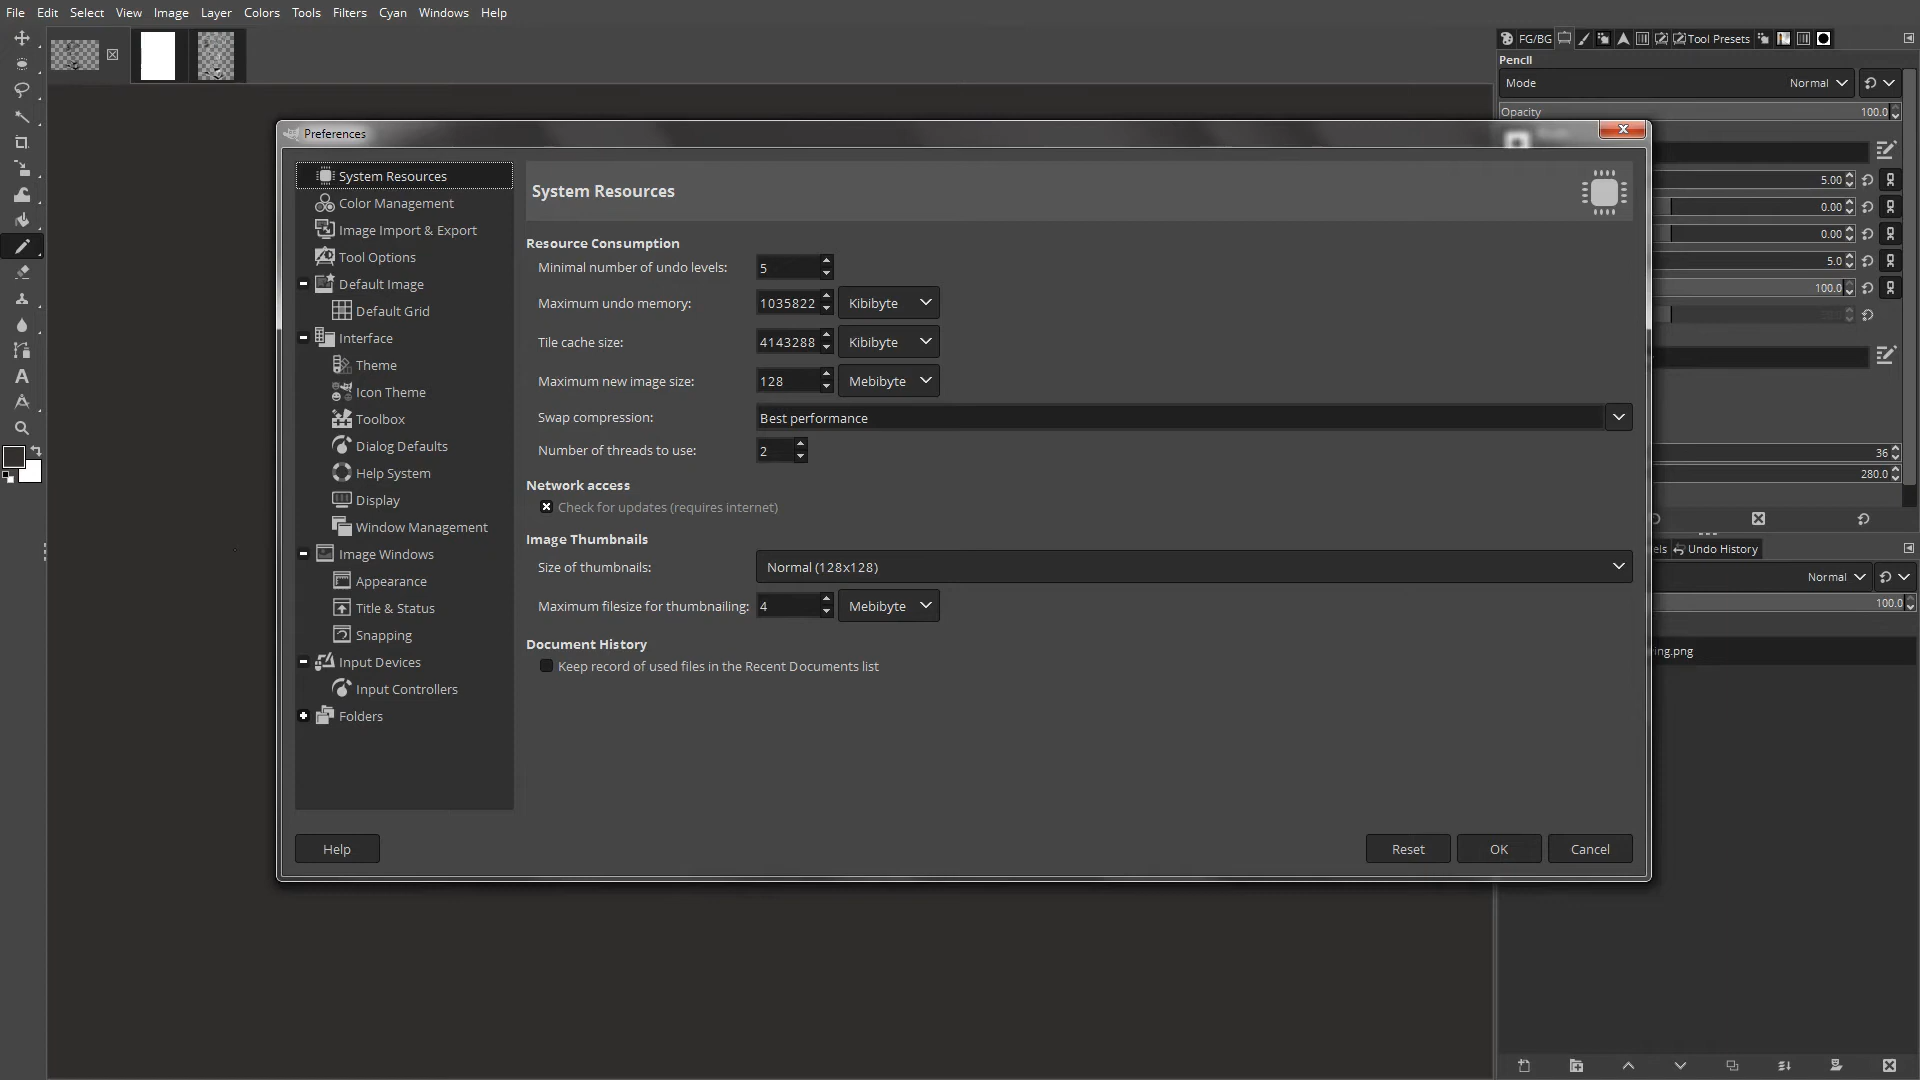 File Edit Select View Image Layer Colors Tools Filters Cyan Windows Help
FG/BG Tool Presets
Pencil
Mode Normal
Opacity 100.0
Preferences
System Resources
Color Management
Image Import & Export
Tool Options
Default Image
Default Grid
Interface
Theme
Icon Theme
Toolbox
Dialog Defaults
Help System
Display
Window Management
Image Windows
Appearance
Title & Status
Snapping
Input Devices
Input Controllers
Folders
System Resources
Resource Consumption
Minimal number of undo levels: 5
Maximum undo memory: 1035822 Kibibyte
Tile cache size: 4143288 Kibibyte
Maximum new image size: 128 Mebibyte
Swap compression: Best performance
Number of threads to use: 2
Network access
Check for updates (requires internet)
Image Thumbnails
Size of thumbnails: Normal (128x128)
Maximum filesize for thumbnailing: 4 Mebibyte
Document History
Keep record of used files in the Recent Documents list
Help Reset OK Cancel
5.00
0.00
0.00
5.0
100.0
36
280.0
els Undo History
Normal
100.0
ing.png